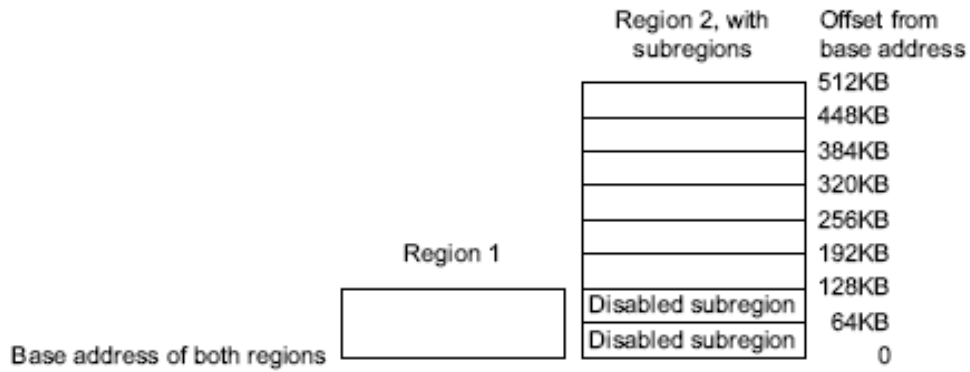 Region 2, with
subregions
Offset from
base address
512KB
448KB
384KB
320KB
256KB
Region 1
192KB
128KB
Disabled subregion
64KB
Disabled subregion
Base address of both regions
0